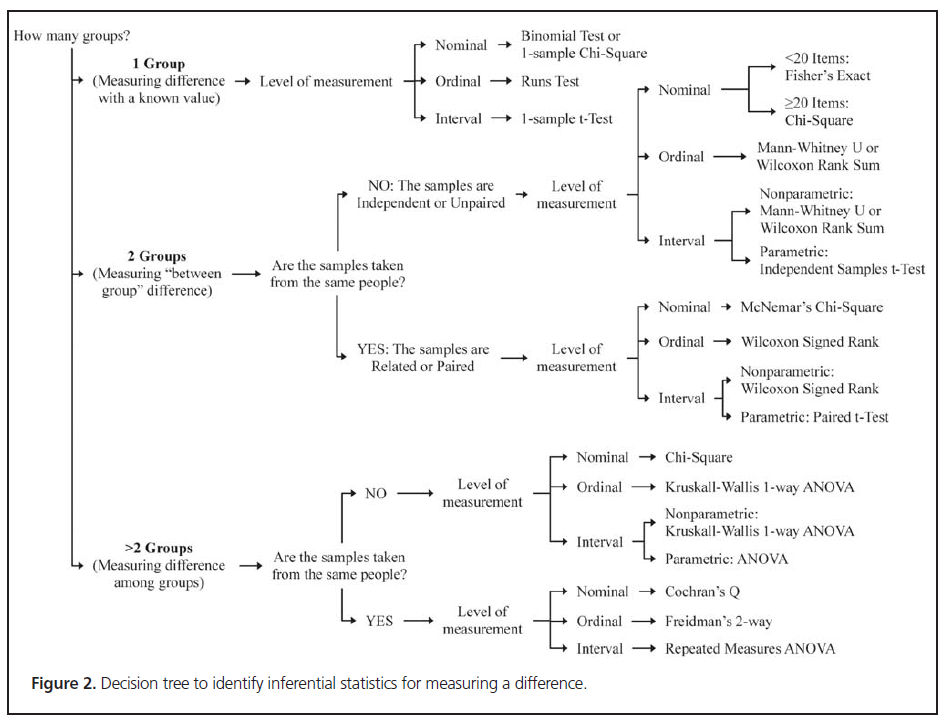 How many groups?
1 Group
(Measuring difference
with a known value)
Level of measurement
Nominal
Binomial Test or
1-sample Chi-Square
Ordinal
Runs Test
Interval
1-sample t-Test
2 Groups
(Measuring “between
group” difference)
Are the samples taken
from the same people?
NO: The samples are
Independent or Unpaired
Level of
measurement
Nominal
<20 Items:
Fisher’s Exact
≥20 Items:
Chi-Square
Ordinal
Mann-Whitney U or
Wilcoxon Rank Sum
Interval
Nonparametric:
Mann-Whitney U or
Wilcoxon Rank Sum
Parametric:
Independent Samples t-Test
YES: The samples are
Related or Paired
Level of
measurement
Nominal
McNemar’s Chi-Square
Ordinal
Wilcoxon Signed Rank
Interval
Nonparametric:
Wilcoxon Signed Rank
Parametric: Paired t-Test
>2 Groups
(Measuring difference
among groups)
Are the samples taken
from the same people?
NO
Level of
measurement
Nominal
Chi-Square
Ordinal
Kruskall-Wallis 1-way ANOVA
Interval
Nonparametric:
Kruskall-Wallis 1-way ANOVA
Parametric: ANOVA
YES
Level of
measurement
Nominal
Cochran’s Q
Ordinal
Freidman’s 2-way
Interval
Repeated Measures ANOVA
Figure 2. Decision tree to identify inferential statistics for measuring a difference.